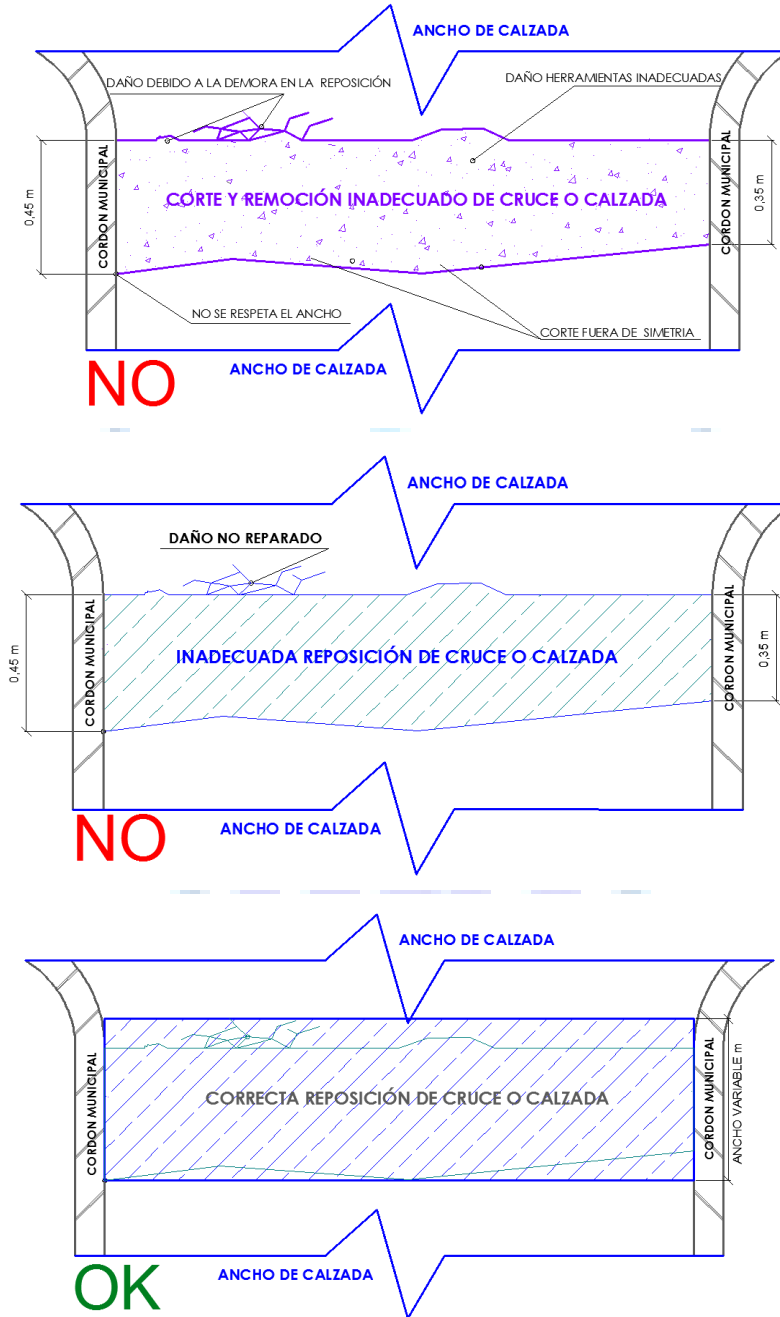 ANCHO DE CALZADA
DAÑO DEBIDO A LA DEMORA EN LA REPOSICIÓN
DAÑO HERRAMIENTAS INADECUADAS
0,45 m
CORDON MUNICIPAL
CORTE Y REMOCIÓN INADECUADO DE CRUCE O CALZADA
CORDON MUNICIPAL
0,35 m
NO SE RESPETA EL ANCHO
CORTE FUERA DE SIMETRIA
ANCHO DE CALZADA
NO
ANCHO DE CALZADA
DAÑO NO REPARADO
0,45 m
CORDON MUNICIPAL
INADECUADA REPOSICIÓN DE CRUCE O CALZADA
CORDON MUNICIPAL
0,35 m
NO
ANCHO DE CALZADA
ANCHO DE CALZADA
CORDON MUNICIPAL
CORRECTA REPOSICIÓN DE CRUCE O CALZADA
CORDON MUNICIPAL
ANCHO VARIABLE m
ANCHO DE CALZADA
OK